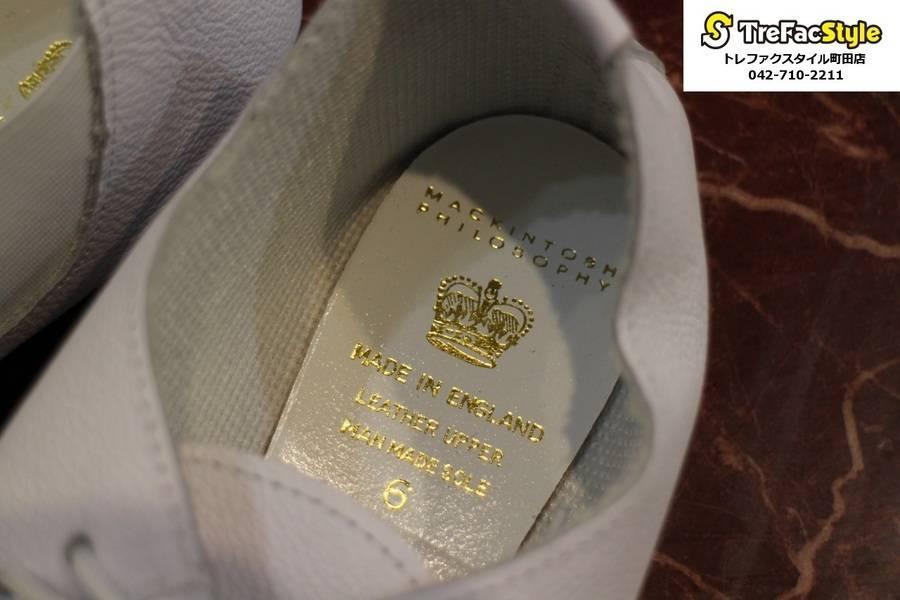 TreFacStyle
トレファクスタイル町田店
042-710-2211
MACKINTOSH
PHILOSOPHY
MADE IN ENGLAND
LEATHER UPPER
MAN MADE SOLE
6